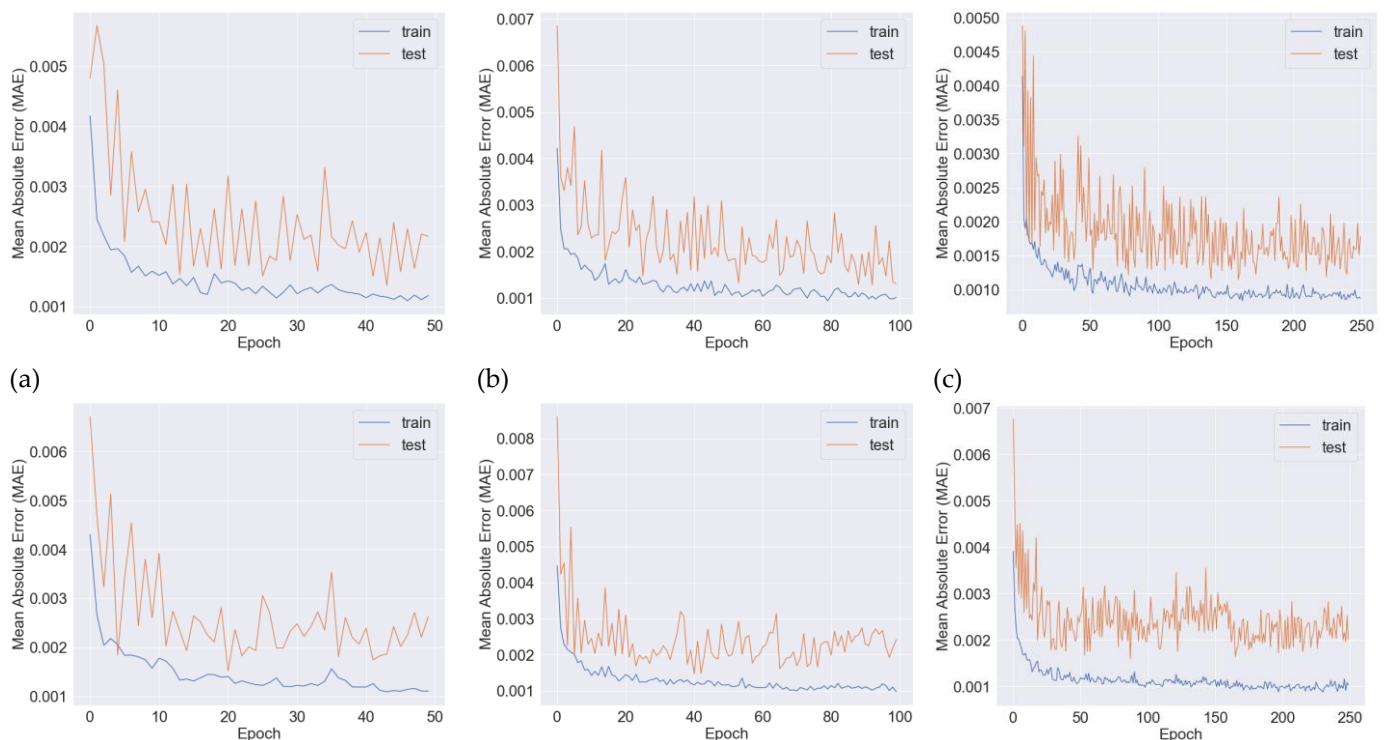 train
test
Mean Absolute Error (MAE)
0.005
0.004
0.003
0.002
0.001
0 10 20 30 40 50
Epoch
train
test
Mean Absolute Error (MAE)
0.007
0.006
0.005
0.004
0.003
0.002
0.001
0 20 40 60 80 100
Epoch
train
test
Mean Absolute Error (MAE)
0.0050
0.0045
0.0040
0.0035
0.0030
0.0025
0.0020
0.0015
0.0010
0 50 100 150 200 250
Epoch
(a) (b) (c)
train
test
Mean Absolute Error (MAE)
0.006
0.005
0.004
0.003
0.002
0.001
0 10 20 30 40 50
Epoch
train
test
Mean Absolute Error (MAE)
0.008
0.007
0.006
0.005
0.004
0.003
0.002
0.001
0 20 40 60 80 100
Epoch
train
test
Mean Absolute Error (MAE)
0.007
0.006
0.005
0.004
0.003
0.002
0.001
0 50 100 150 200 250
Epoch